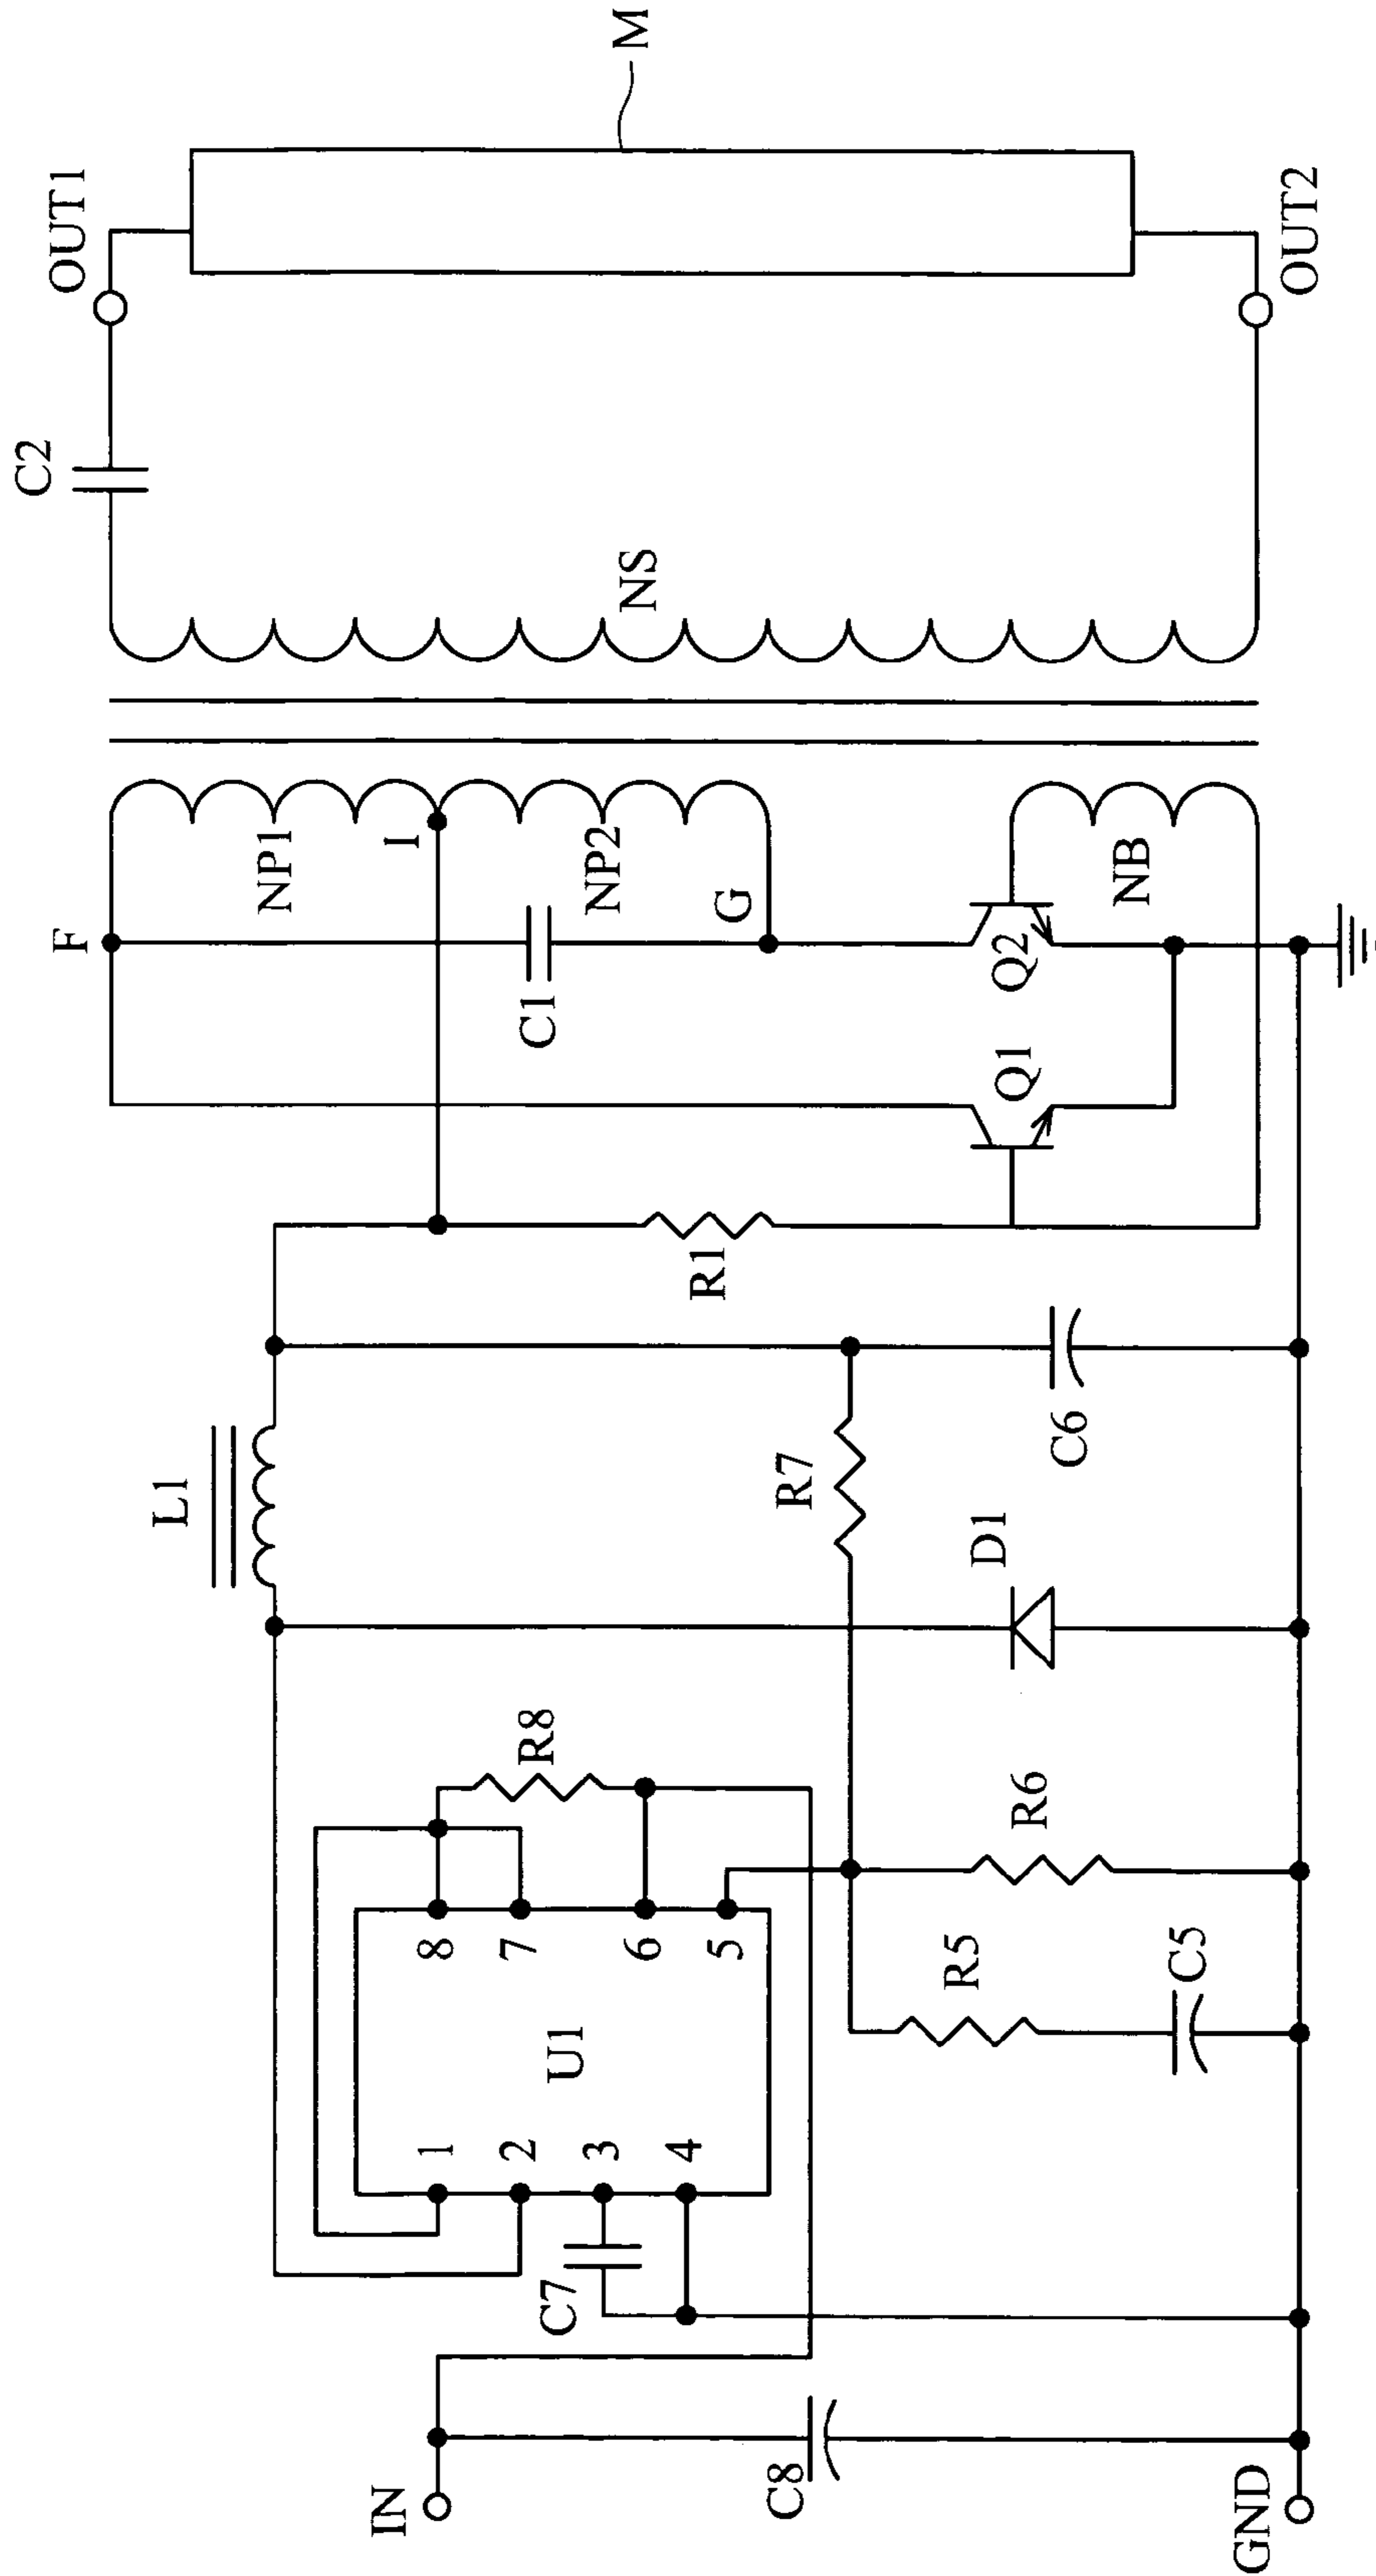 IN
GND
C8
C7
U1
1
2
3
4
8
7
6
5
R8
R5
C5
R6
D1
L1
R7
C6
R1
Q1
Q2
C1
F
G
I
NP1
NP2
NB
NS
C2
OUT1
OUT2
M